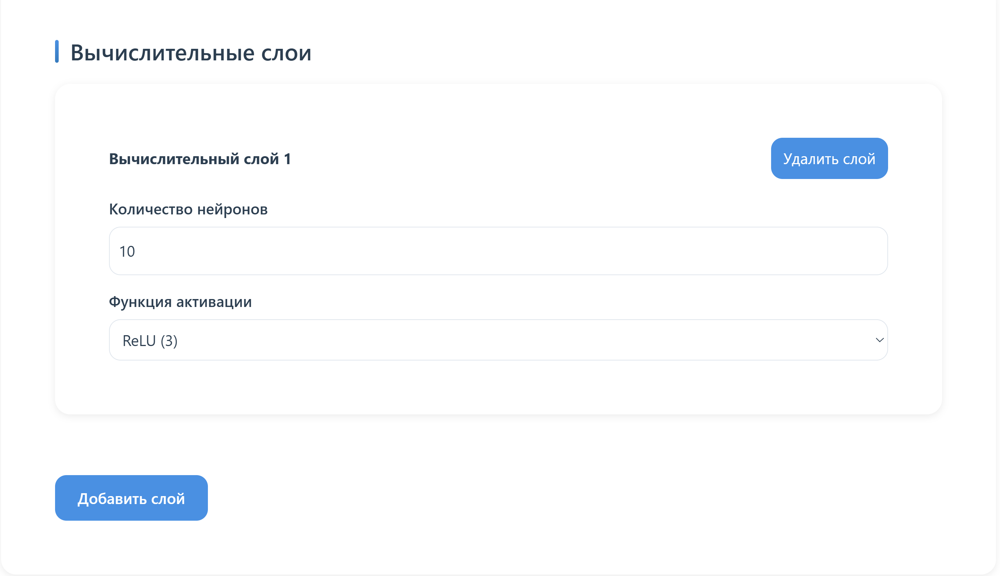 Вычислительные слои
Вычислительный слой 1
Удалить слой
Количество нейронов
10
Функция активации
ReLU (3)
Добавить слой